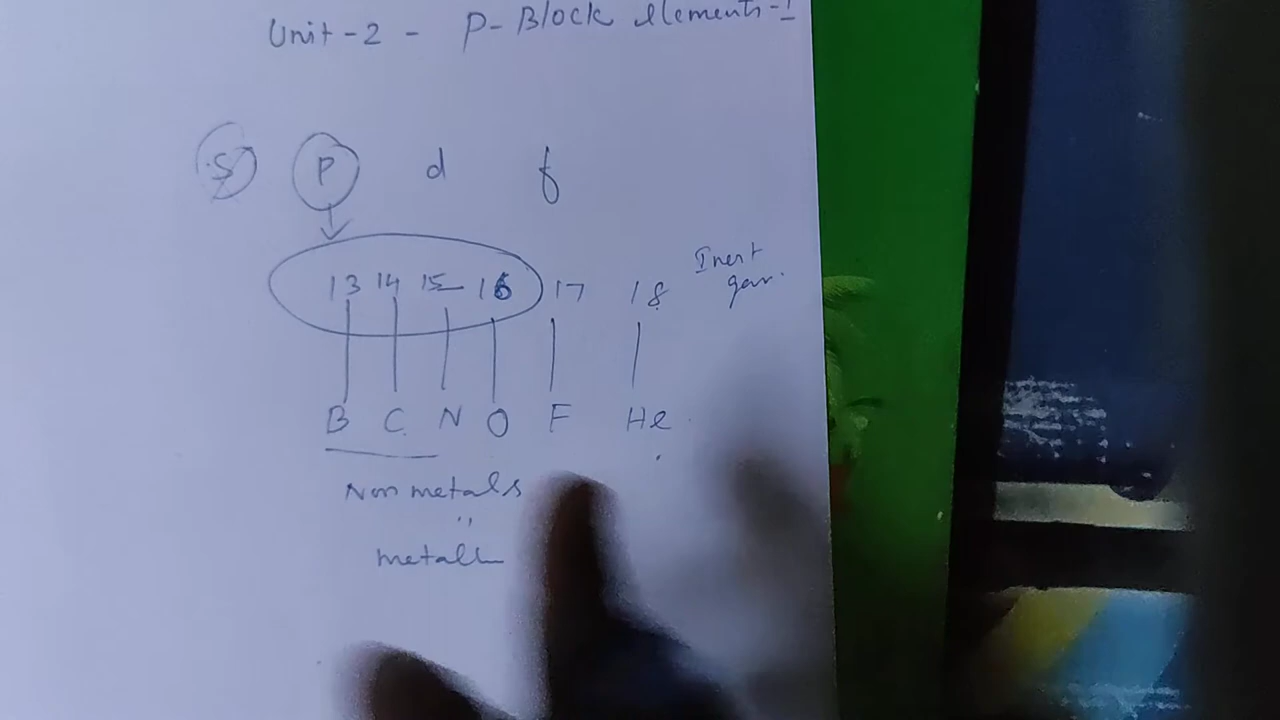 Unit - 2 - P- Block elements - I
S P d f
13 14 15 16 17 18 Inert
gas.
B C N O F He
Non metals
"
metall